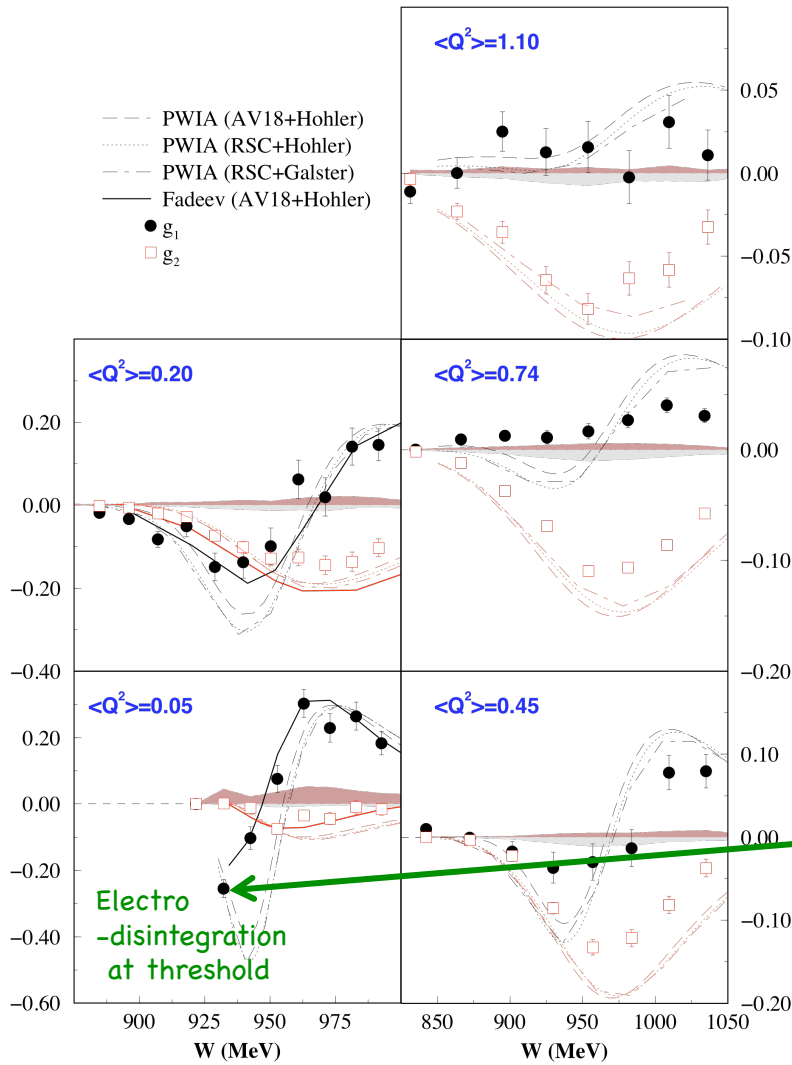 <Q²>=1.10
0.05
0.00
−0.05
−0.10
PWIA (AV18+Hohler)
PWIA (RSC+Hohler)
PWIA (RSC+Galster)
Fadeev (AV18+Hohler)
g₁
g₂
<Q²>=0.20
0.20
0.00
−0.20
−0.40
<Q²>=0.74
0.00
−0.10
−0.20
<Q²>=0.05
0.20
0.00
−0.20
−0.40
−0.60
Electro
-disintegration
at threshold
<Q²>=0.45
0.10
0.00
−0.10
−0.20
900 925 950 975
W (MeV)
850 900 950 1000 1050
W (MeV)